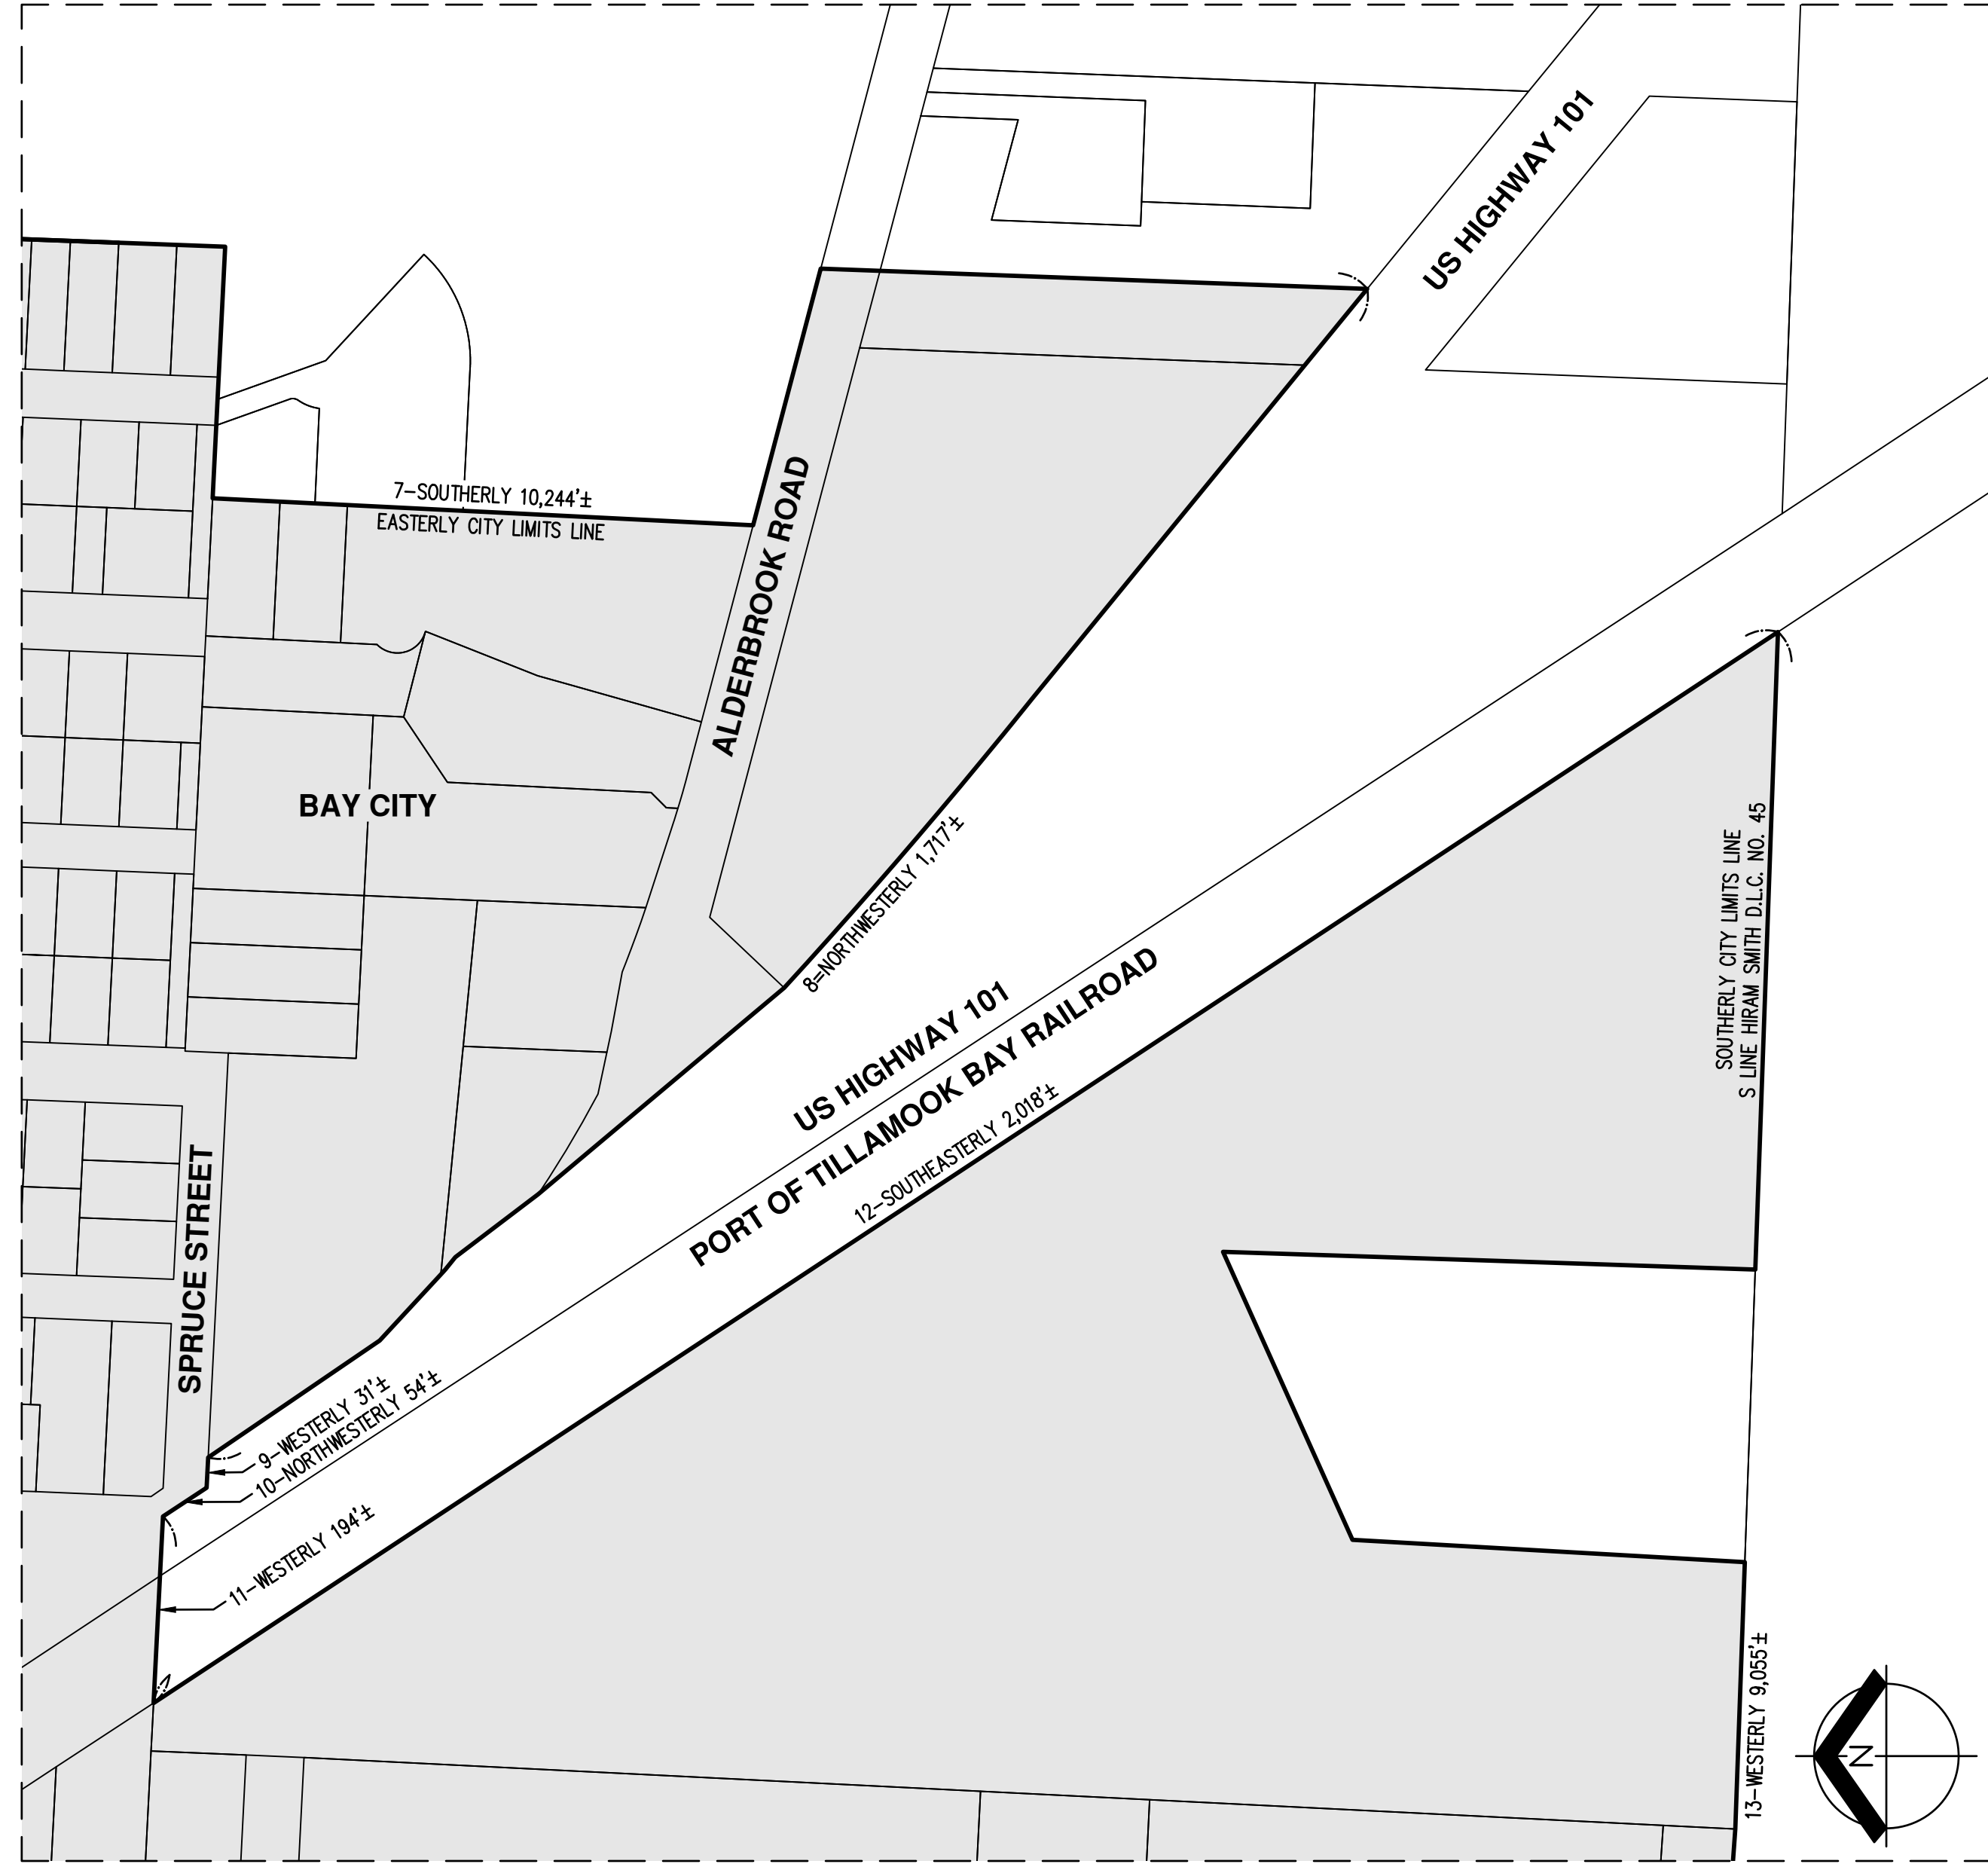 US HIGHWAY 101
7–SOUTHERLY 10,244'±
EASTERLY CITY LIMITS LINE
ALDERBROOK ROAD
BAY CITY
8=NORTHWESTERLY 1,717'±
SOUTHERLY CITY LIMITS LINE
S LINE HIRAM SMITH D.L.C. NO. 45
US HIGHWAY 101
PORT OF TILLAMOOK BAY RAILROAD
12–SOUTHEASTERLY 2,018'±
SPRUCE STREET
9–WESTERLY 31'±
10–NORTHWESTERLY 54'±
11–WESTERLY 194'±
13–WESTERLY 9,055'±
N